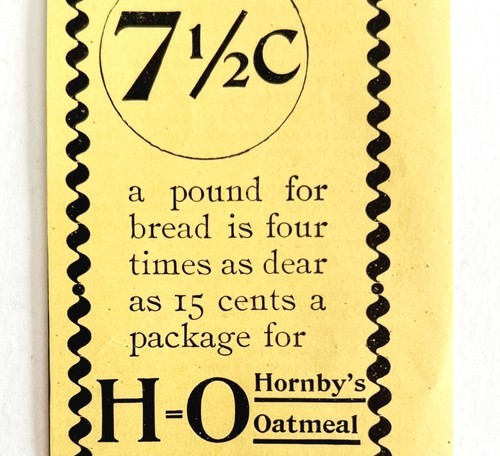 7½C
a pound for
bread is four
times as dear
as 15 cents a
package for
H-O Hornby's
Oatmeal